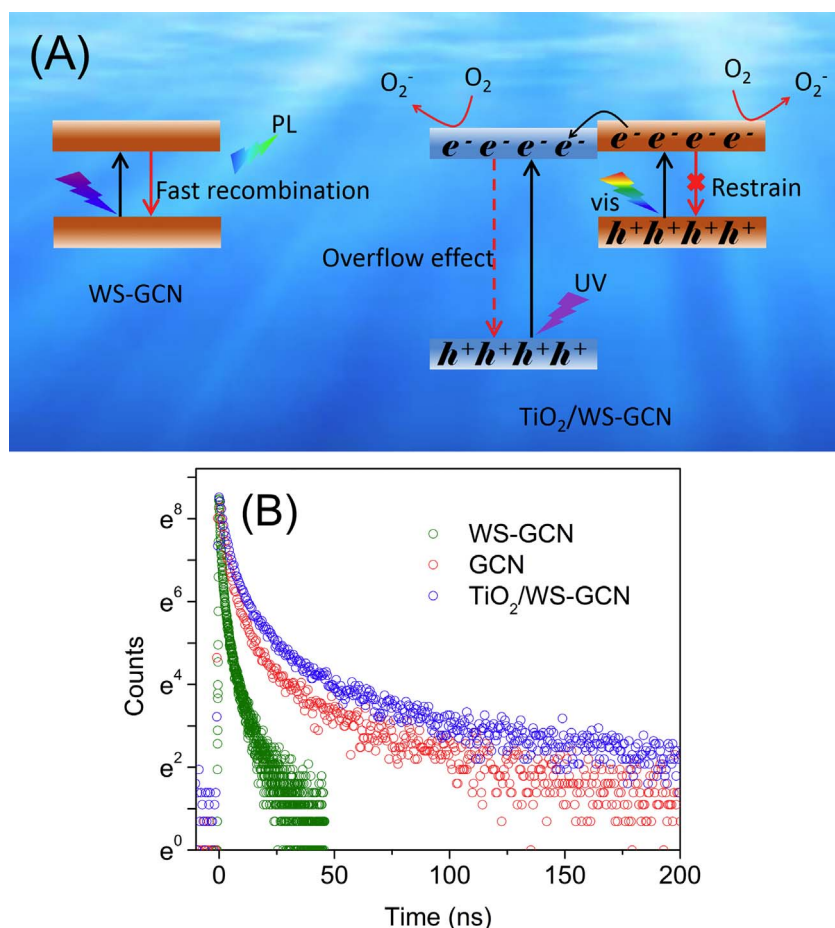 (A)
O₂⁻ O₂
O₂ O₂⁻
PL
Fast recombination
WS-GCN
e⁻ e⁻ e⁻ e⁻
e⁻ e⁻ e⁻ e⁻
vis
Restrain
h⁺h⁺h⁺h⁺
Overflow effect
UV
h⁺h⁺h⁺h⁺
TiO₂/WS-GCN
(B)
WS-GCN
GCN
TiO₂/WS-GCN
Counts
e⁸
e⁶
e⁴
e²
e⁰
0 50 100 150 200
Time (ns)